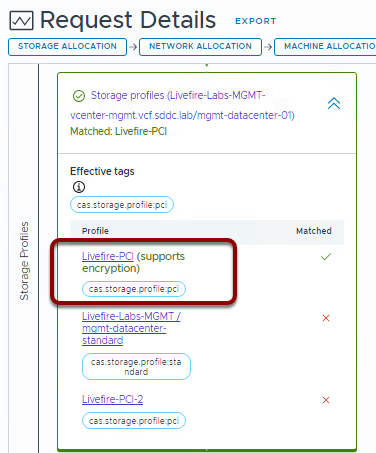 Request Details EXPORT
STORAGE ALLOCATION NETWORK ALLOCATION MACHINE ALLOCATIO
Storage Profiles
Storage profiles (Livefire-Labs-MGMT-
vcenter-mgmt.vcf.sddc.lab/mgmt-datacenter-01)
Matched: Livefire-PCI
Effective tags
cas.storage.profile:pci
Profile Matched
Livefire-PCI (supports
encryption)
cas.storage.profile:pci
Livefire-Labs-MGMT /
mgmt-datacenter-
standard
cas.storage.profile:sta
ndard
Livefire-PCI-2
cas.storage.profile:pci